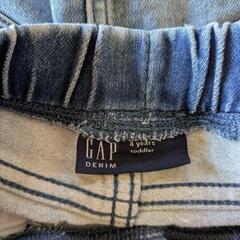 GAP
DENIM
4 years
toddler